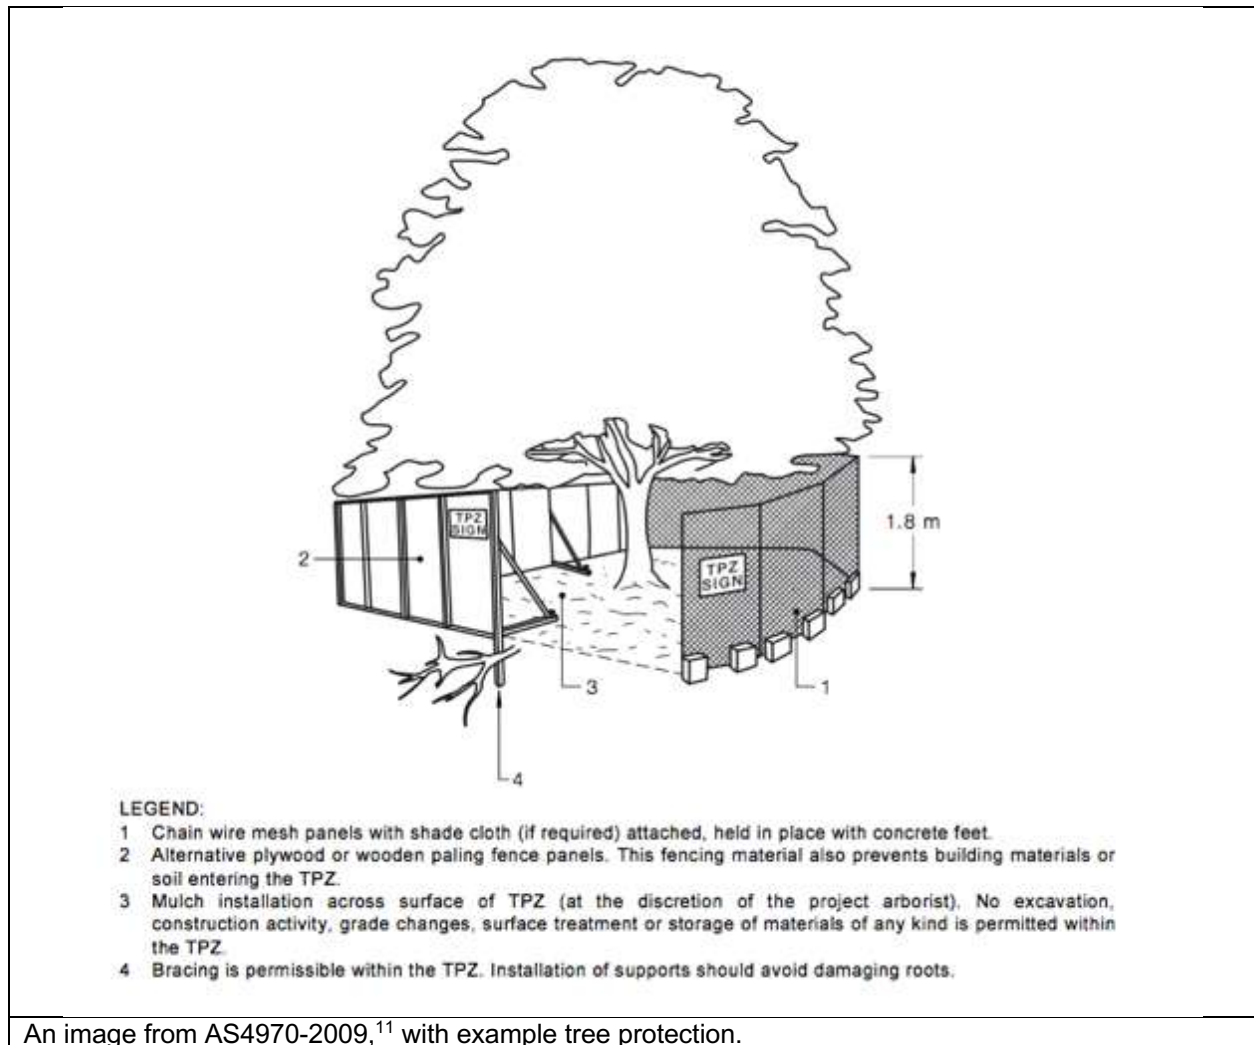 TPZ
SIGN
1.8 m
2
TPZ
SIGN
3
1
4
LEGEND:
1 Chain wire mesh panels with shade cloth (if required) attached, held in place with concrete feet.
2 Alternative plywood or wooden paling fence panels. This fencing material also prevents building materials or
soil entering the TPZ.
3 Mulch installation across surface of TPZ (at the discretion of the project arborist). No excavation,
construction activity, grade changes, surface treatment or storage of materials of any kind is permitted within
the TPZ.
4 Bracing is permissible within the TPZ. Installation of supports should avoid damaging roots.
An image from AS4970-2009,¹¹ with example tree protection.